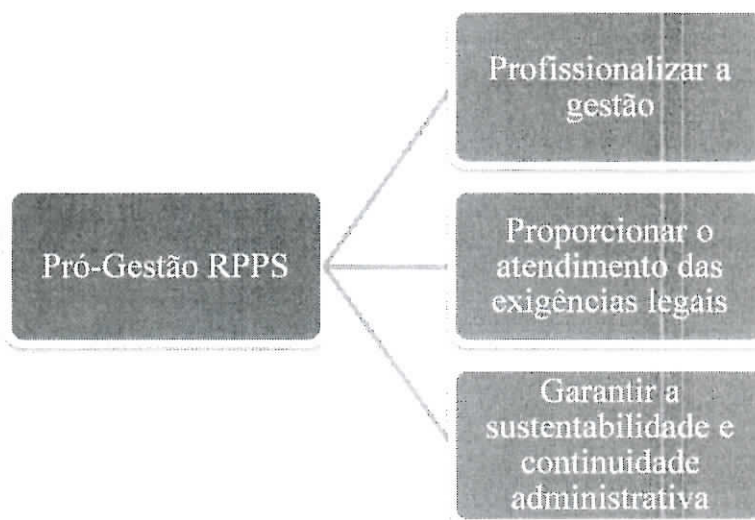 Profissionalizar a
gestão
Pró-Gestão RPPS
Proporcionar o
atendimento das
exigências legais
Garantir a
sustentabilidade e
continuidade
administrativa